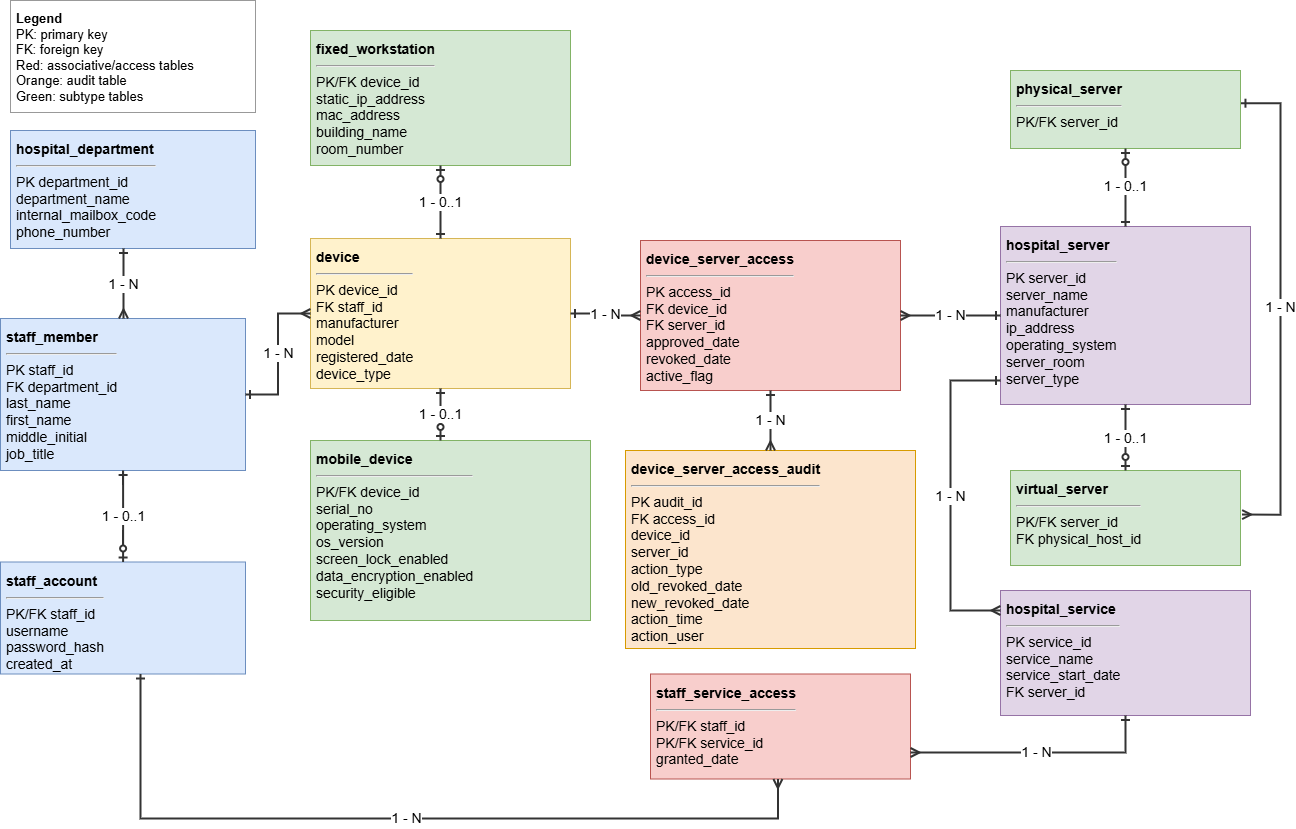 Legend
PK: primary key
FK: foreign key
Red: associative/access tables
Orange: audit table
Green: subtype tables
hospital_department
PK department_id
department_name
internal_mailbox_code
phone_number
1 - N
staff_member
PK staff_id
FK department_id
last_name
first_name
middle_initial
job_title
1 - 0..1
staff_account
PK/FK staff_id
username
password_hash
created_at
1 - N
fixed_workstation
PK/FK device_id
static_ip_address
mac_address
building_name
room_number
1 - 0..1
device
PK device_id
FK staff_id
manufacturer
model
registered_date
device_type
1 - N
1 - 0..1
mobile_device
PK/FK device_id
serial_no
operating_system
os_version
screen_lock_enabled
data_encryption_enabled
security_eligible
1 - N
device_server_access
PK access_id
FK device_id
FK server_id
approved_date
revoked_date
active_flag
1 - N
device_server_access_audit
PK audit_id
FK access_id
device_id
server_id
action_type
old_revoked_date
new_revoked_date
action_time
action_user
staff_service_access
PK/FK staff_id
PK/FK service_id
granted_date
1 - N
1 - N
physical_server
PK/FK server_id
1 - 0..1
1 - N
hospital_server
PK server_id
server_name
manufacturer
ip_address
operating_system
server_room
server_type
1 - 0..1
1 - N
virtual_server
PK/FK server_id
FK physical_host_id
hospital_service
PK service_id
service_name
service_start_date
FK server_id
1 - N